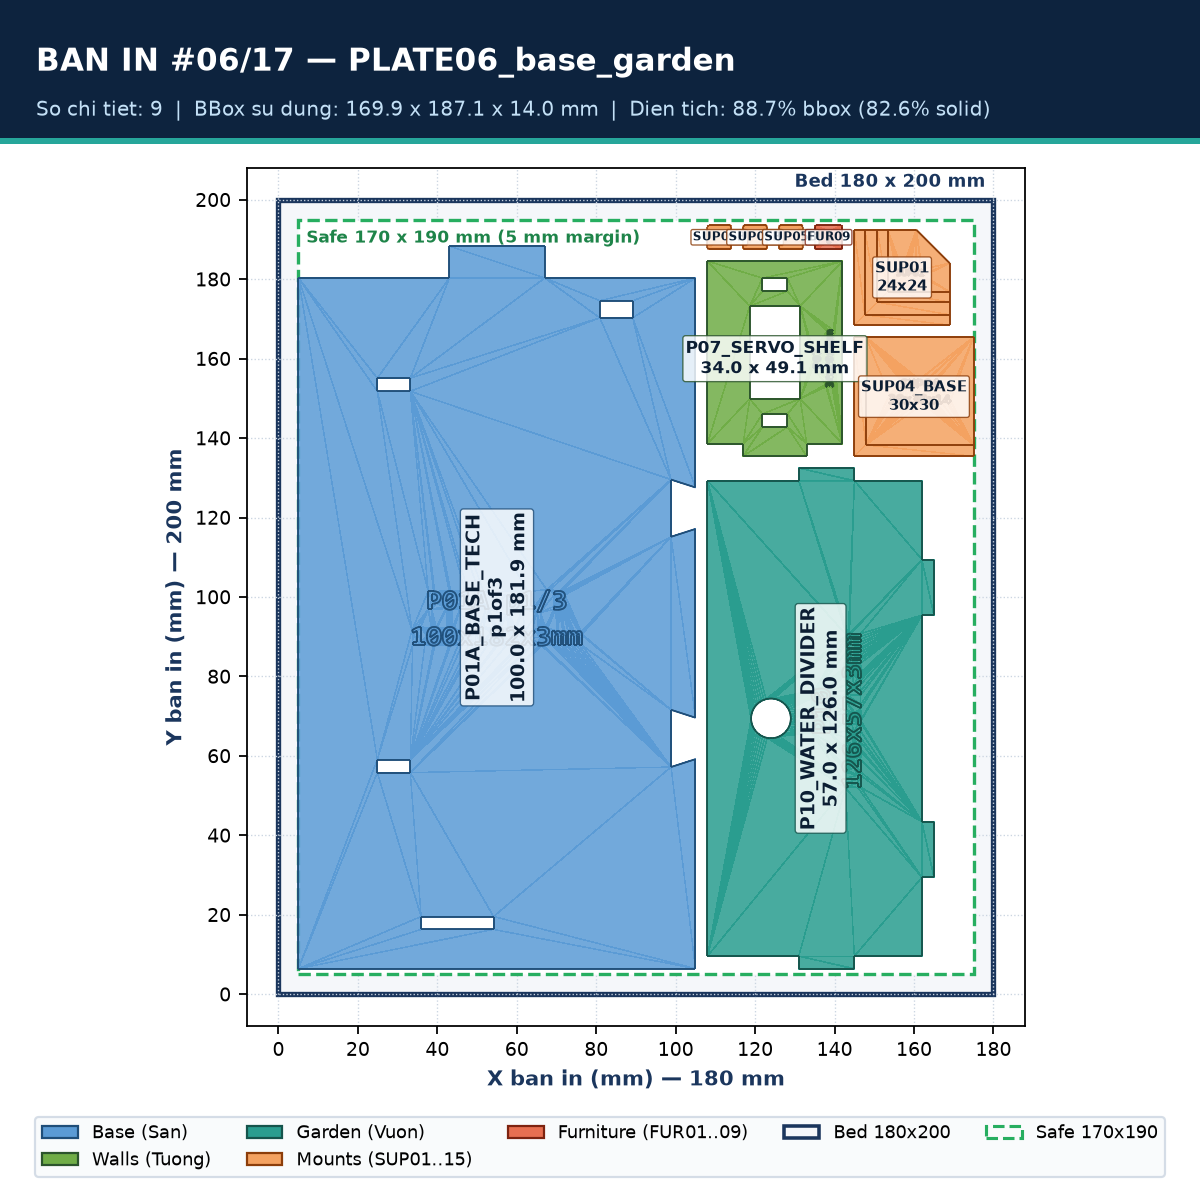 BAN IN #06/17 — PLATE06_base_garden
So chi tiet: 9 | BBox su dung: 169.9 x 187.1 x 14.0 mm | Dien tich: 88.7% bbox (82.6% solid)
Bed 180 x 200 mm
Safe 170 x 190 mm (5 mm margin)
FUR09
SUP01
24x24
P07_SERVO_SHELF
34.0 x 49.1 mm
SUP04_BASE
30x30
P01A_BASE_TECH
p1of3
100.0 x 181.9 mm
P10_WATER_DIVIDER
57.0 x 126.0 mm
126x57x3mm
Y ban in (mm) — 200 mm
200
180
160
140
120
100
80
60
40
20
0
0 20 40 60 80 100 120 140 160 180
X ban in (mm) — 180 mm
Base (San)
Garden (Vuon)
Furniture (FUR01..09)
Bed 180x200
Safe 170x190
Walls (Tuong)
Mounts (SUP01..15)